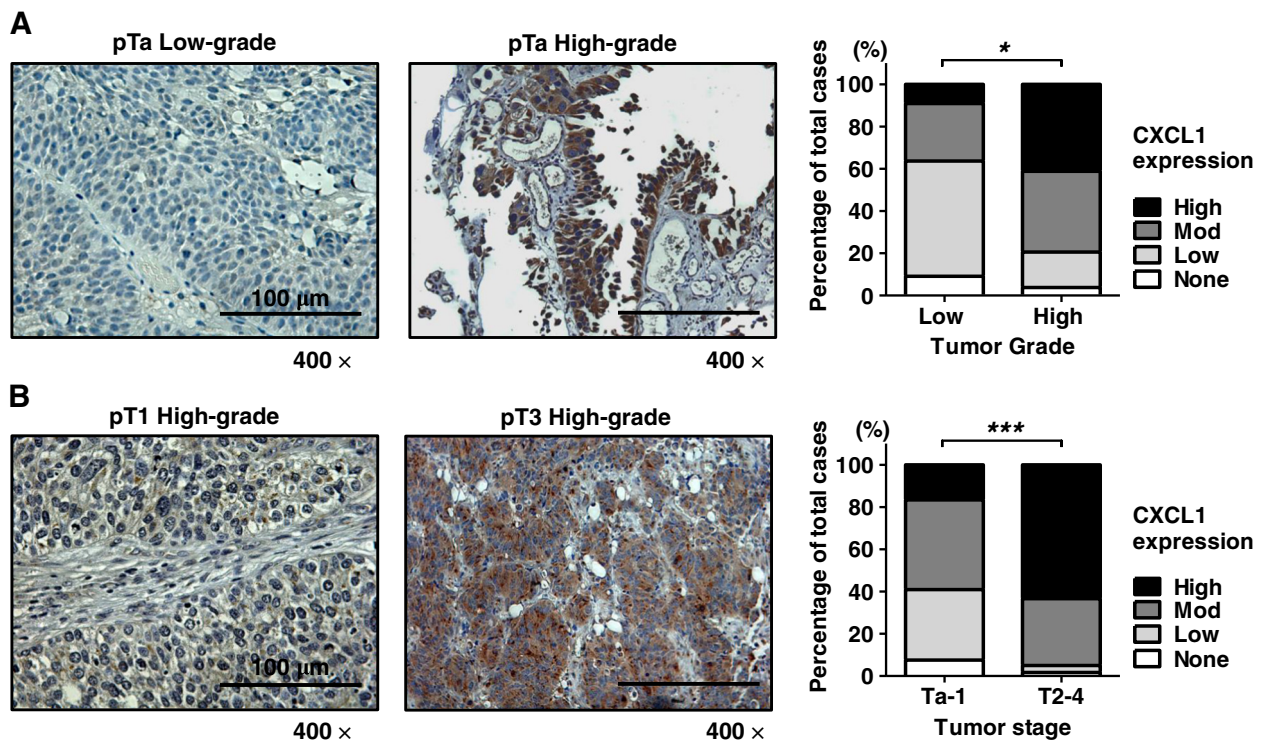 A
pTa Low-grade
pTa High-grade
100 μm
400 ×
400 ×
(%)
*
Percentage of total cases
100
80
60
40
20
0
Low
High
Tumor Grade
CXCL1
expression
High
Mod
Low
None
B
pT1 High-grade
pT3 High-grade
100 μm
400 ×
400 ×
(%)
***
Percentage of total cases
100
80
60
40
20
0
Ta-1
T2-4
Tumor stage
CXCL1
expression
High
Mod
Low
None